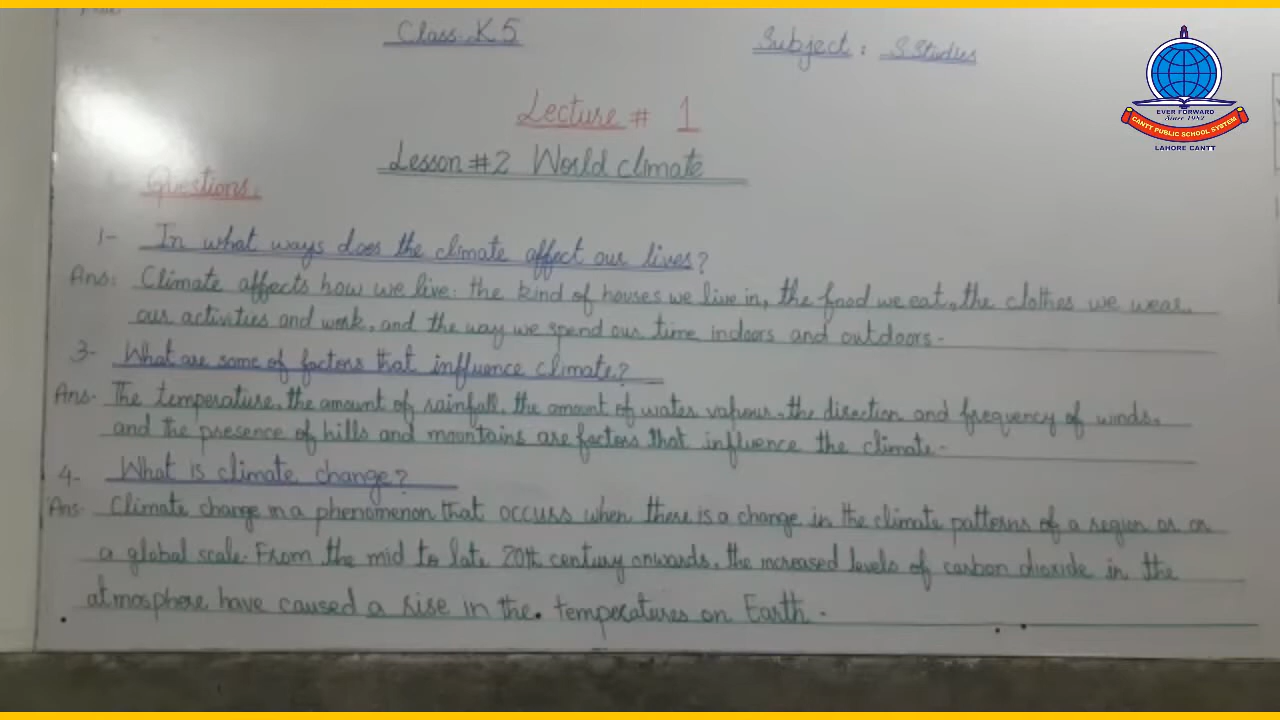 Class K5
Subject: S.Studies
EVER FORWARD
Since 1982
CANTT PUBLIC SCHOOL SYSTEM
LAHORE CANTT
Lecture # 1
Lesson #2 World climate
Questions:
1- In what ways does the climate affect our lives?
Ans: Climate affects how we live: the kind of houses we live in, the food we eat, the clothes we wear,
our activities and work, and the way we spend our time indoors and outdoors.
3- What are some of factors that influence climate?
Ans. The temperature, the amount of rainfall, the amount of water vapour, the direction and frequency of winds,
and the presence of hills and mountains are factors that influence the climate.
4- What is climate change?
Ans. Climate change in a phenomenon that occurs when there is a change in the climate patterns of a region or on
a global scale. From the mid to late 20th century onwards, the increased levels of carbon dioxide in the
atmosphere have caused a rise in the temperatures on Earth.